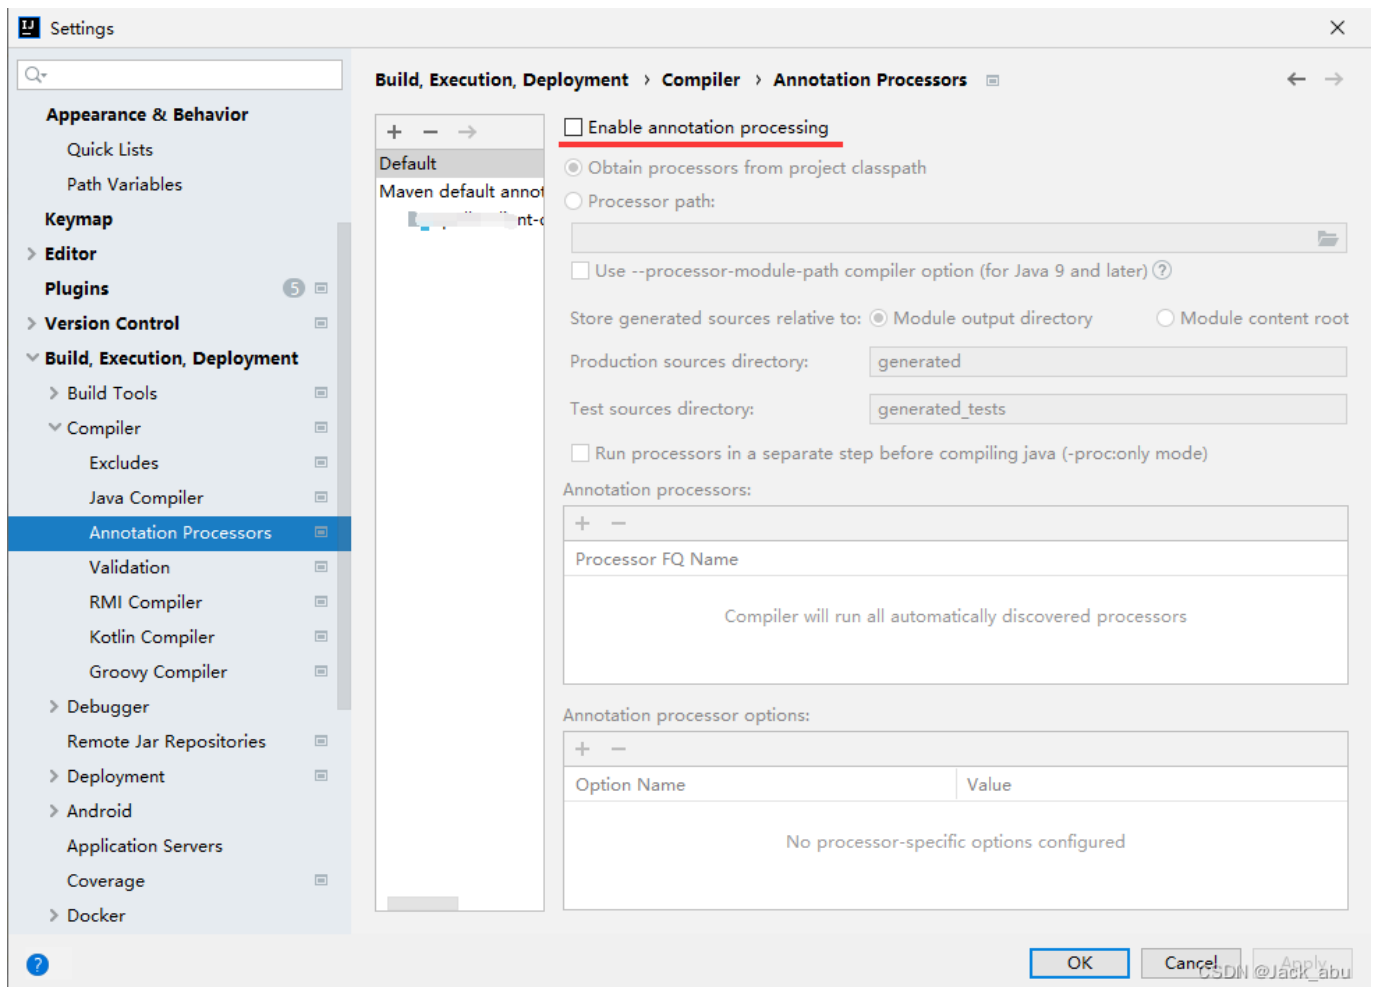 Settings
Build, Execution, Deployment › Compiler › Annotation Processors
Appearance & Behavior
Quick Lists
Path Variables
Keymap
Editor
Plugins 5
Version Control
Build, Execution, Deployment
Build Tools
Compiler
Excludes
Java Compiler
Annotation Processors
Validation
RMI Compiler
Kotlin Compiler
Groovy Compiler
Debugger
Remote Jar Repositories
Deployment
Android
Application Servers
Coverage
Docker
Default
Maven default annot
Enable annotation processing
Obtain processors from project classpath
Processor path:
Use --processor-module-path compiler option (for Java 9 and later) ?
Store generated sources relative to: Module output directory Module content root
Production sources directory: generated
Test sources directory: generated_tests
Run processors in a separate step before compiling java (-proc:only mode)
Annotation processors:
Processor FQ Name
Compiler will run all automatically discovered processors
Annotation processor options:
Option Name Value
No processor-specific options configured
?
OK Cancel Apply
CSDN @Jack_abu